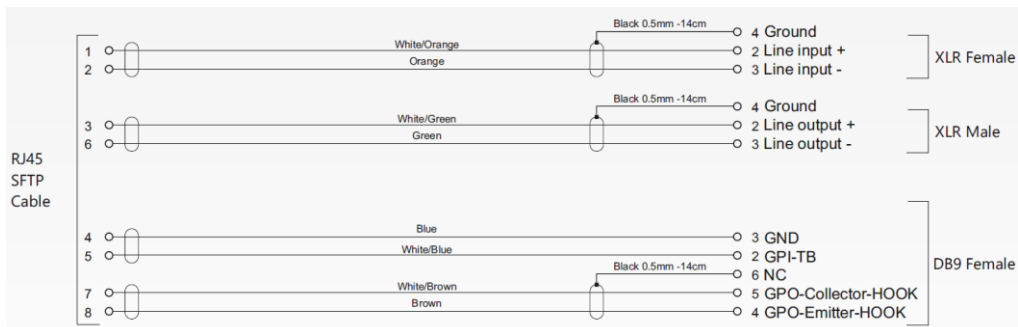 Black 0.5mm -14cm
4 Ground
1 White/Orange 2 Line input +
2 Orange 3 Line input -
XLR Female
Black 0.5mm -14cm
4 Ground
3 White/Green 2 Line output +
6 Green 3 Line output -
XLR Male
RJ45
SFTP
Cable
4 Blue 3 GND
5 White/Blue 2 GPI-TB
Black 0.5mm -14cm
6 NC
7 White/Brown 5 GPO-Collector-HOOK
8 Brown 4 GPO-Emitter-HOOK
DB9 Female